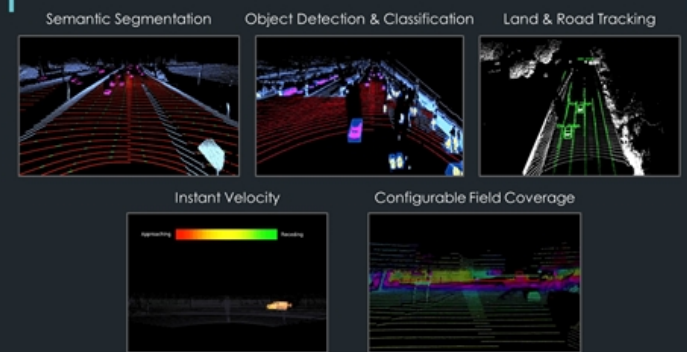 Semantic Segmentation
Object Detection & Classification
Land & Road Tracking
Instant Velocity
Configurable Field Coverage
Approaching
Receding